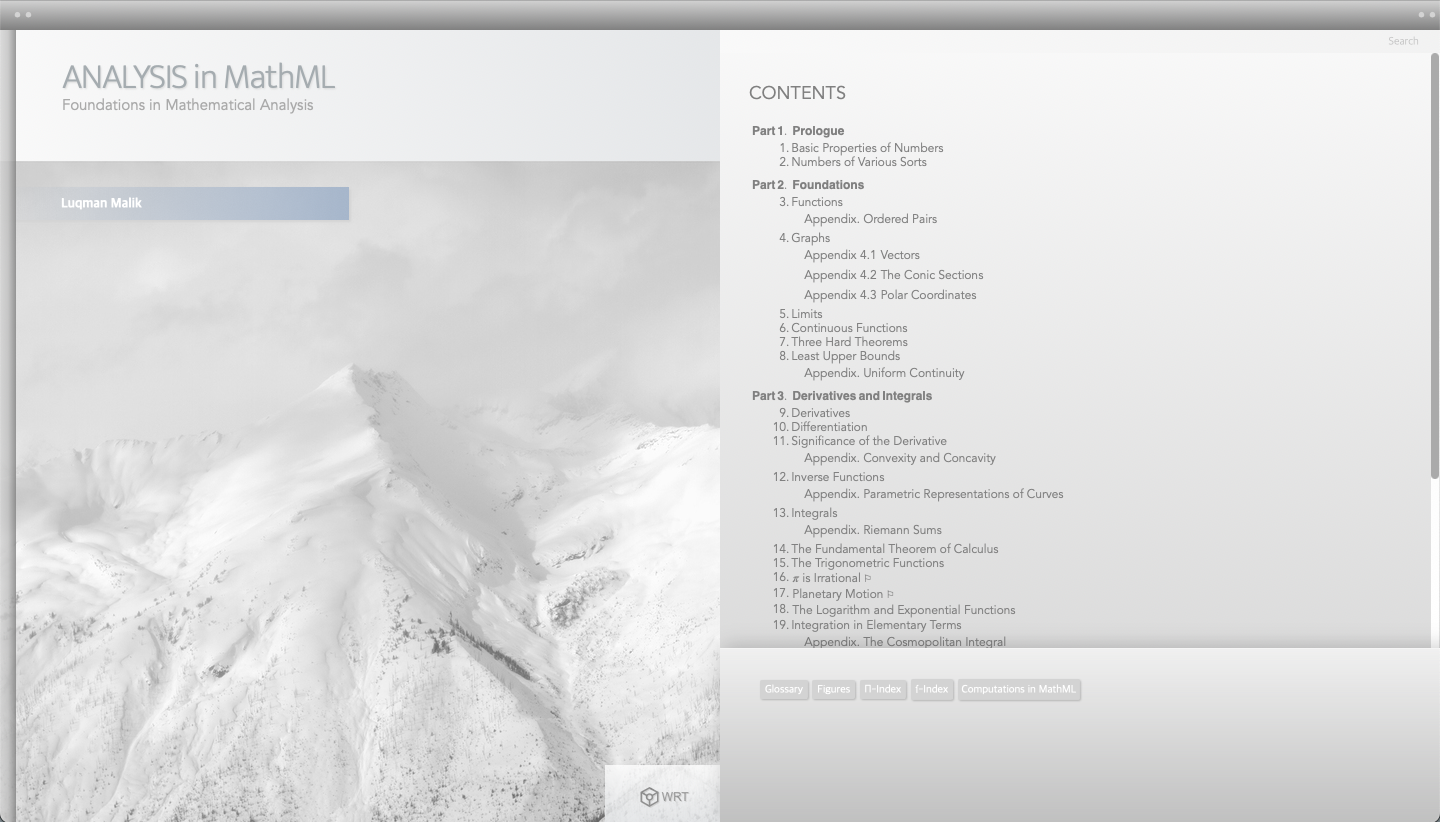 ANALYSIS in MathML
Foundations in Mathematical Analysis
Luqman Malik
WRT
Search
CONTENTS
Part 1. Prologue
1. Basic Properties of Numbers
2. Numbers of Various Sorts
Part 2. Foundations
3. Functions
Appendix. Ordered Pairs
4. Graphs
Appendix 4.1 Vectors
Appendix 4.2 The Conic Sections
Appendix 4.3 Polar Coordinates
5. Limits
6. Continuous Functions
7. Three Hard Theorems
8. Least Upper Bounds
Appendix. Uniform Continuity
Part 3. Derivatives and Integrals
9. Derivatives
10. Differentiation
11. Significance of the Derivative
Appendix. Convexity and Concavity
12. Inverse Functions
Appendix. Parametric Representations of Curves
13. Integrals
Appendix. Riemann Sums
14. The Fundamental Theorem of Calculus
15. The Trigonometric Functions
16. π is Irrational ⚐
17. Planetary Motion ⚐
18. The Logarithm and Exponential Functions
19. Integration in Elementary Terms
Appendix. The Cosmopolitan Integral
Glossary Figures Π-Index f-Index Computations in MathML